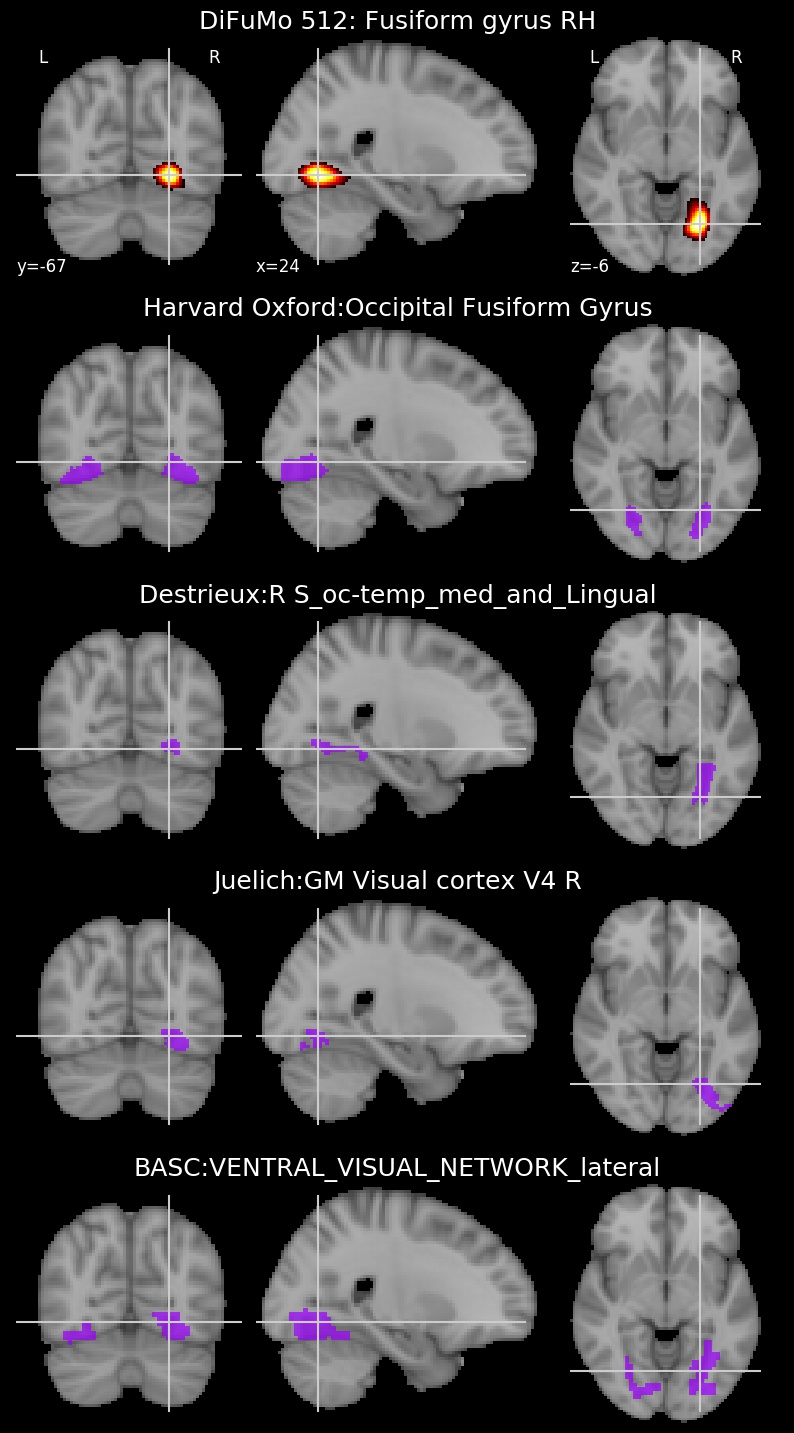 DiFuMo 512: Fusiform gyrus RH
L R L R
y=-67 x=24 z=-6
Harvard Oxford:Occipital Fusiform Gyrus
Destrieux:R S_oc-temp_med_and_Lingual
Juelich:GM Visual cortex V4 R
BASC:VENTRAL_VISUAL_NETWORK_lateral